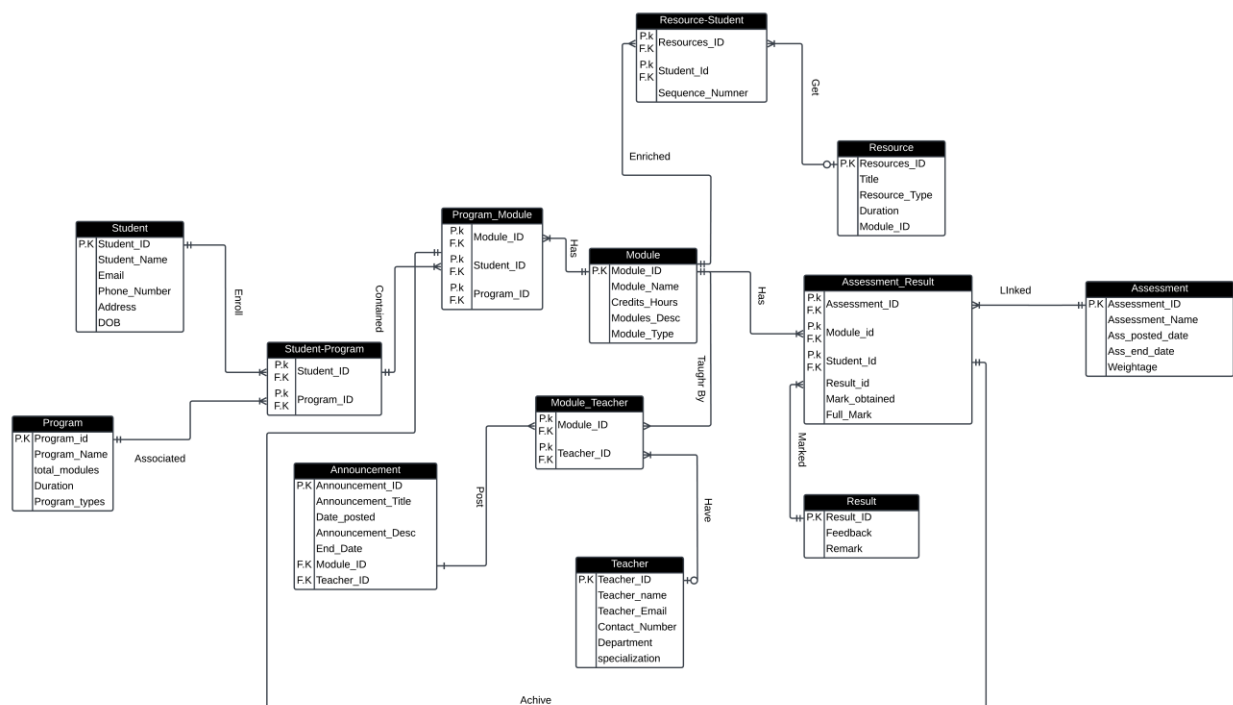 Resource-Student
P.k
F.K
Resources_ID
P.k
F.K
Student_Id
Sequence_Numner
Get
Enriched
Resource
P.K Resources_ID
Title
Resource_Type
Duration
Module_ID
Student
P.K Student_ID
Student_Name
Email
Phone_Number
Address
DOB
Enroll
Program_Module
P.k
F.K
Module_ID
P.k
F.K
Student_ID
P.k
F.K
Program_ID
Has
Contained
Module
P.K Module_ID
Module_Name
Credits_Hours
Modules_Desc
Module_Type
Has
Taught By
Assessment_Result
P.k
F.K
Assessment_ID
P.k
F.K
Module_id
P.k
F.K
Student_Id
Result_id
Mark_obtained
Full_Mark
LInked
Assessment
P.K Assessment_ID
Assessment_Name
Ass_posted_date
Ass_end_date
Weightage
Student-Program
P.k
F.K
Student_ID
P.k
F.K
Program_ID
Program
P.K Program_id
Program_Name
total_modules
Duration
Program_types
Associated
Module_Teacher
P.k
F.K
Module_ID
P.k
F.K
Teacher_ID
Post
Have
Marked
Announcement
P.K Announcement_ID
Announcement_Title
Date_posted
Announcement_Desc
End_Date
F.K Module_ID
F.K Teacher_ID
Result
P.K Result_ID
Feedback
Remark
Teacher
P.K Teacher_ID
Teacher_name
Teacher_Email
Contact_Number
Department
specialization
Achive